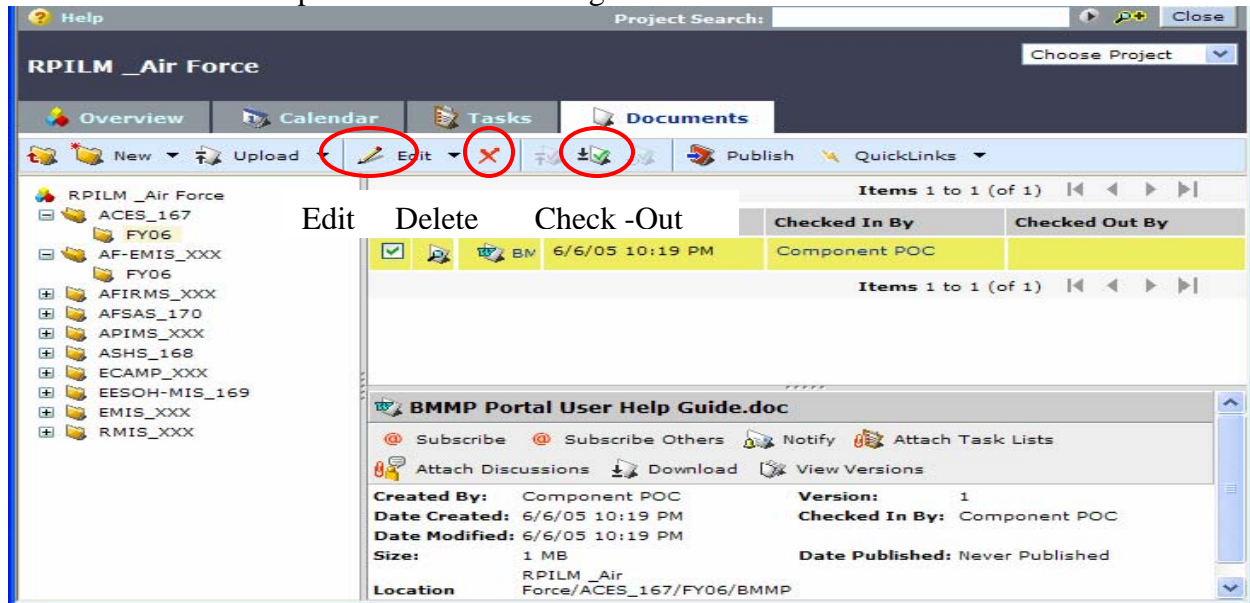 Help Project Search: Close
RPILM _Air Force Choose Project
Overview Calendar Tasks Documents
New Upload Edit Publish QuickLinks
RPILM _Air Force
ACES_167
FY06
AF-EMIS_XXX
FY06
AFIRMS_XXX
AFSAS_170
APIMS_XXX
ASHS_168
ECAMP_XXX
EESOH-MIS_169
EMIS_XXX
RMIS_XXX
Items 1 to 1 (of 1)
Edit Delete Check -Out
Checked In By Checked Out By
BM 6/6/05 10:19 PM Component POC
Items 1 to 1 (of 1)
BMMP Portal User Help Guide.doc
@ Subscribe @ Subscribe Others Notify Attach Task Lists
Attach Discussions Download View Versions
Created By: Component POC Version: 1
Date Created: 6/6/05 10:19 PM Checked In By: Component POC
Date Modified: 6/6/05 10:19 PM
Size: 1 MB Date Published: Never Published
RPILM _Air
Location Force/ACES_167/FY06/BMMP